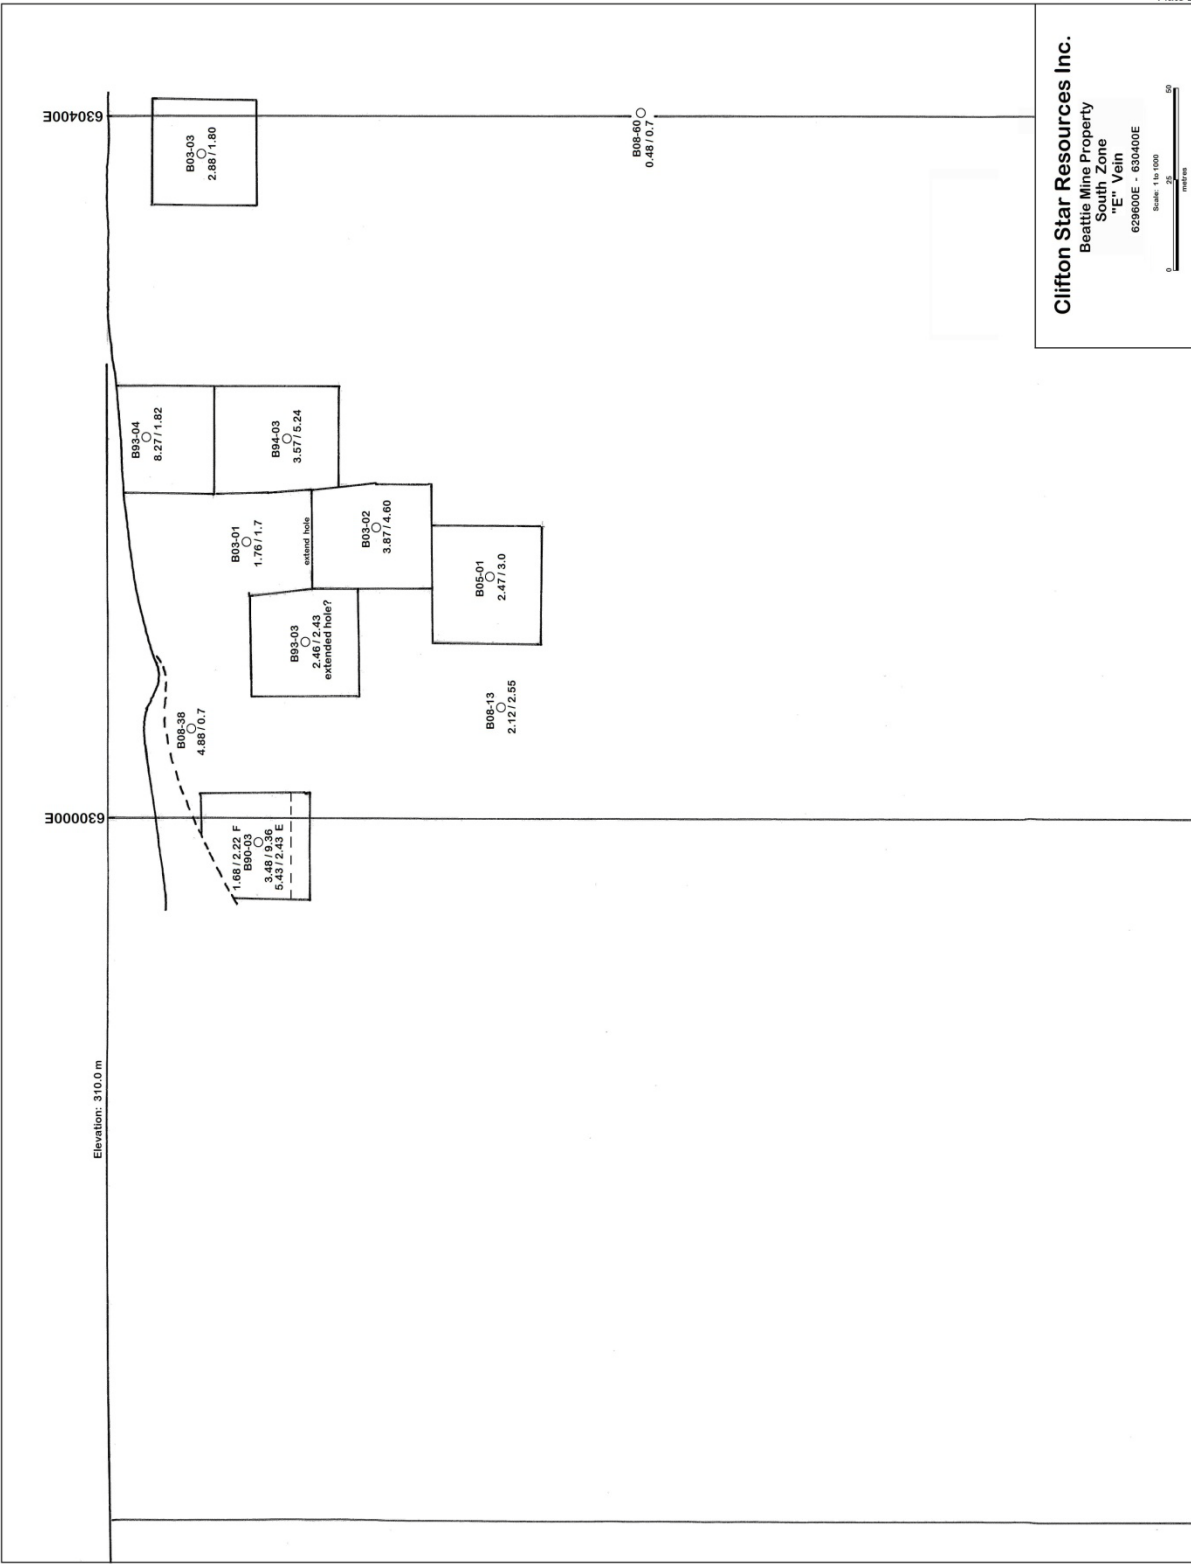 630400E
B03-03
2.88 / 1.80
B08-60
0.48 / 0.7
B93-04
8.27 / 1.82
B94-03
3.57 / 5.24
B03-01
1.76 / 1.7
extend hole
B03-02
3.87 / 4.60
B05-01
2.47 / 3.0
B93-03
2.46 / 2.43
extended hole?
B08-13
2.12 / 2.55
B08-38
4.88 / 0.7
630000E
1.68 / 2.22 F
B90-03
3.48 / 9.36
5.43 / 2.43 E
Elevation: 310.0 m
Clifton Star Resources Inc.
Beattie Mine Property
South Zone
"E" Vein
629600E - 630400E
Scale: 1 to 1000
0 25 50
metres